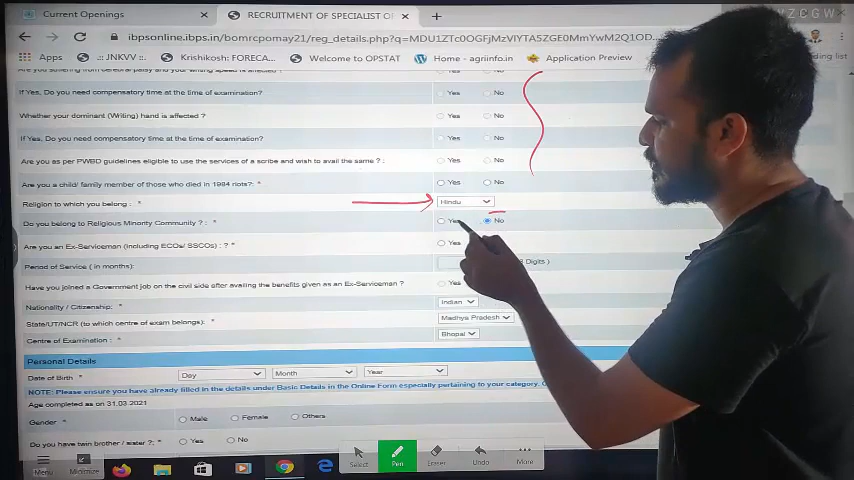 Current Openings
RECRUITMENT OF SPECIALIST OF
ZCGW
ibpsonline.ibps.in/bomrcpomay21/reg_details.php?q=
Apps
.:: JNKVV ::.
Krishikosh: FORECA...
Welcome to OPSTAT
Home - agriinfo.in
Application Preview
ding list
Yes No
If Yes, Do you need compensatory time at the time of examination? Yes No
Whether your dominant (Writing) hand is affected ? Yes No
If Yes, Do you need compensatory time at the time of examination? Yes No
Are you as per PWBD guidelines eligible to use the services of a scribe and wish to avail the same ? : Yes No
Are you a child/ family member of those who died in 1984 riots?: * Yes No
Religion to which you belong : * Hindu
Do you belong to Religious Minority Community? : * Yes No
Are you an Ex-Serviceman (including ECOs/ SSCOs) : ? * Yes
Period of Service ( in months): Digits )
Have you joined a Government job on the civil side after availing the benefits given as an Ex-Serviceman ? Yes
Nationality / Citizenship: * Indian
State/UT/NCR (to which centre of exam belongs): * Madhya Pradesh
Centre of Examination : * Bhopal
Personal Details
Date of Birth * Day Month Year
NOTE: Please ensure you have already filled in the details under Basic Details in the Online Form especially pertaining to your category,
Age completed as on 31.03.2021
Gender * Male Female Others
Do you have twin brother / sister ?: * Yes No
Menu Minimize Select Pen Eraser Undo More